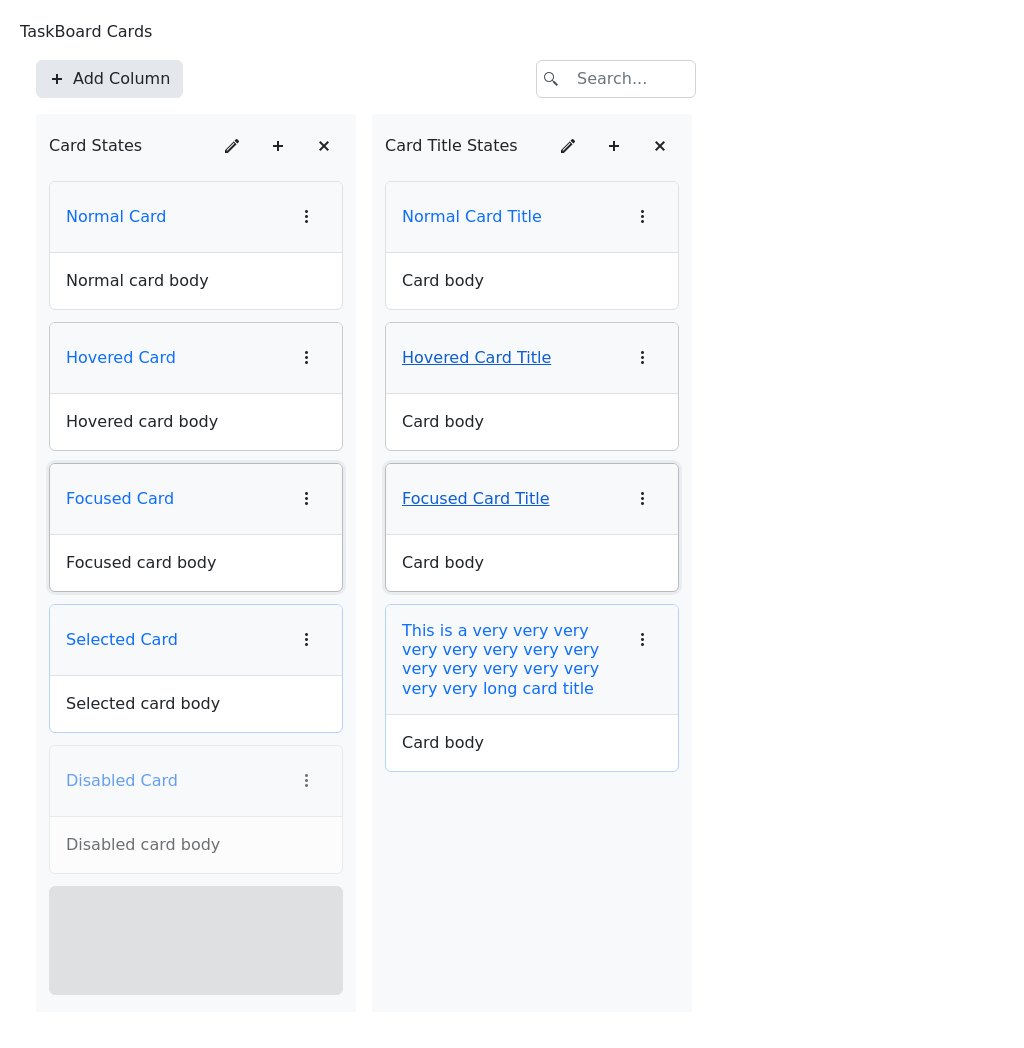 TaskBoard Cards
Add Column
Search...
Card States
Normal Card
Normal card body
Hovered Card
Hovered card body
Focused Card
Focused card body
Selected Card
Selected card body
Disabled Card
Disabled card body
Card Title States
Normal Card Title
Card body
Hovered Card Title
Card body
Focused Card Title
Card body
This is a very very very
very very very very very
very very very very very
very very long card title
Card body